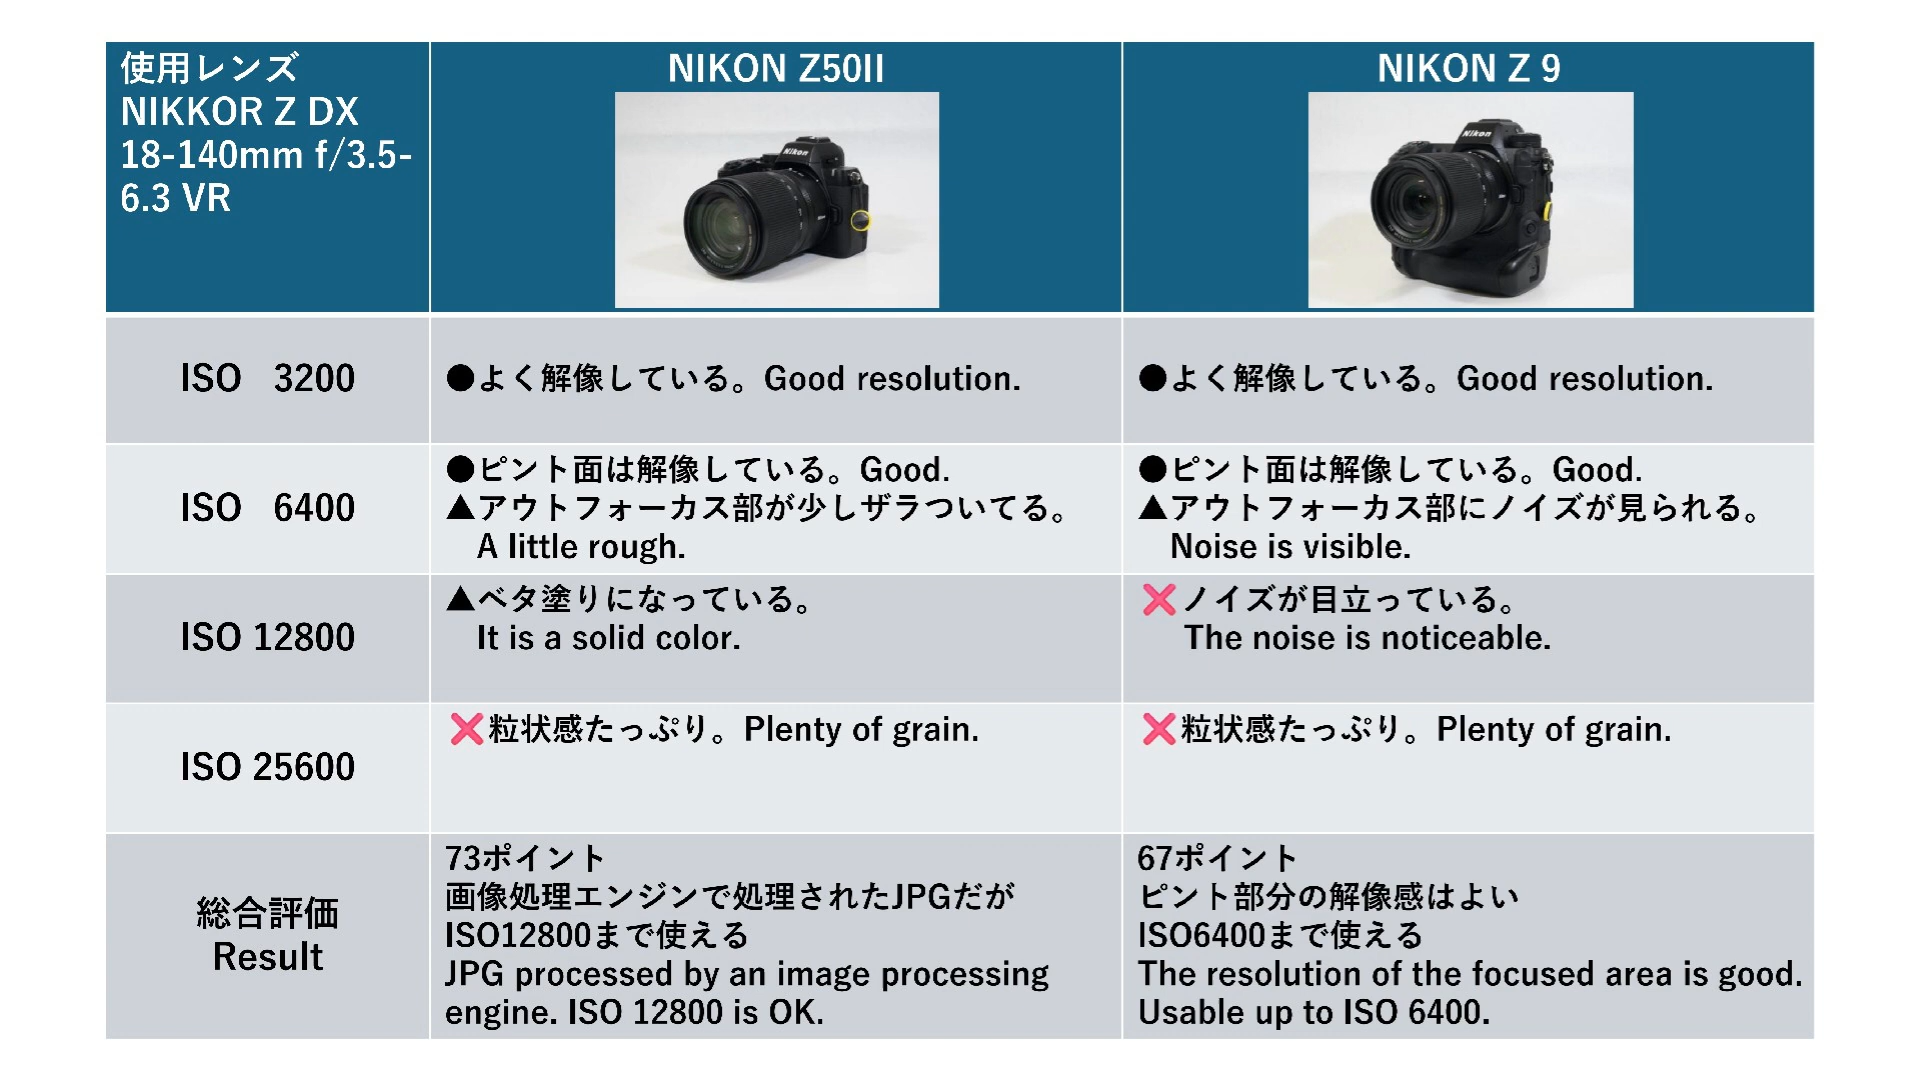 使用レンズ
NIKKOR Z DX
18-140mm f/3.5-
6.3 VR
NIKON Z50II
Nikon
NIKON Z 9
Nikon
ISO 3200
●よく解像している。Good resolution.
●よく解像している。Good resolution.
ISO 6400
●ピント面は解像している。Good.
▲アウトフォーカス部が少しザラついてる。
A little rough.
●ピント面は解像している。Good.
▲アウトフォーカス部にノイズが見られる。
Noise is visible.
ISO 12800
▲ベタ塗りになっている。
It is a solid color.
❌ノイズが目立っている。
The noise is noticeable.
ISO 25600
❌粒状感たっぷり。Plenty of grain.
❌粒状感たっぷり。Plenty of grain.
総合評価
Result
73ポイント
画像処理エンジンで処理されたJPGだが
ISO12800まで使える
JPG processed by an image processing
engine. ISO 12800 is OK.
67ポイント
ピント部分の解像感はよい
ISO6400まで使える
The resolution of the focused area is good.
Usable up to ISO 6400.